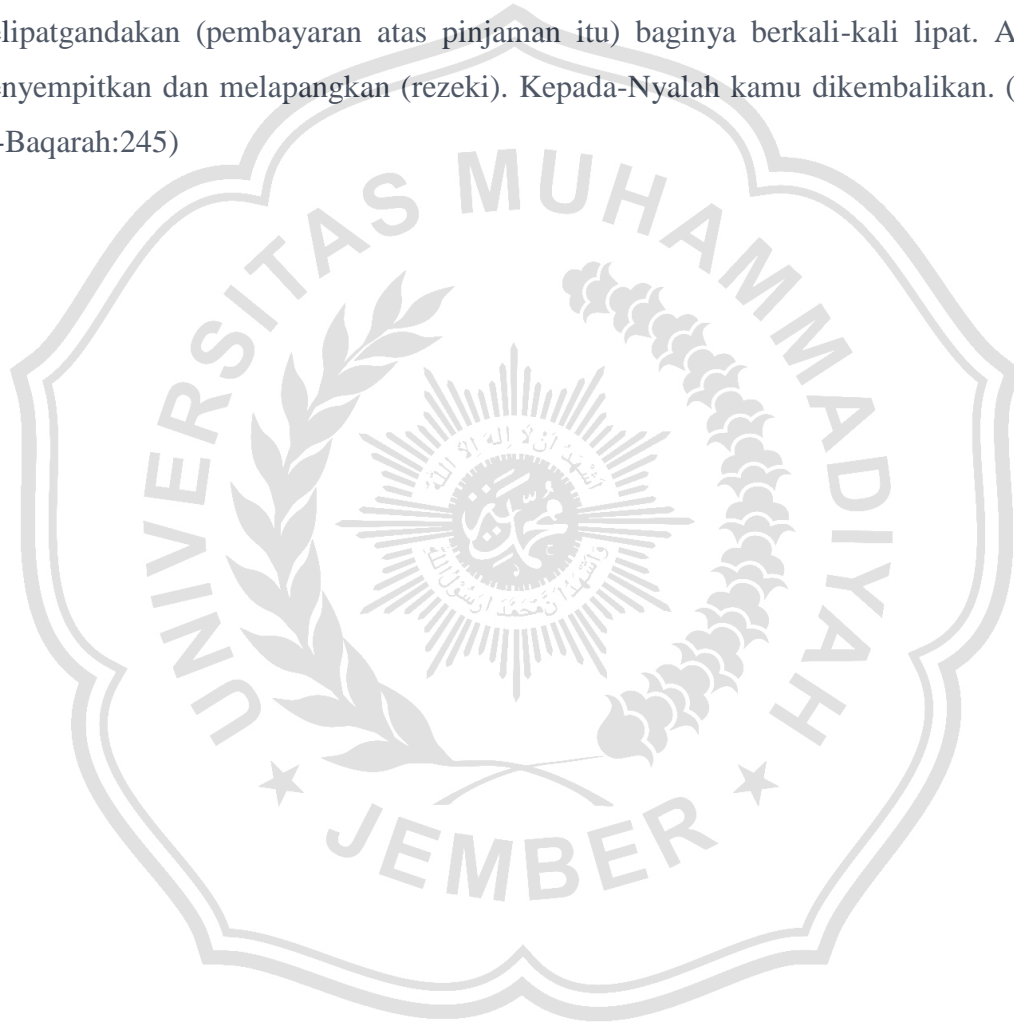 elipatgandakan (pembayaran atas pinjaman itu) baginya berkali-kali lipat. A
enyempitkan dan melapangkan (rezeki). Kepada-Nyalah kamu dikembalikan. (
-Baqarah:245)
UNIVERSITAS MUHAMMADIYAH
JEMBER